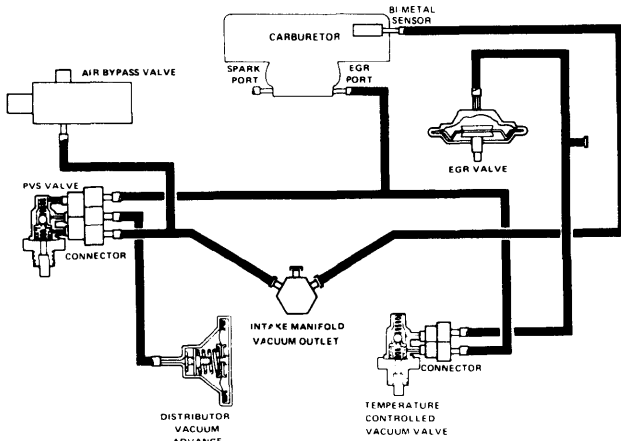 BI METAL
SENSOR
CARBURETOR
AIR BYPASS VALVE
SPARK
PORT
EGR
PORT
EGR VALVE
PVS VALVE
CONNECTOR
INTAKE MANIFOLD
VACUUM OUTLET
CONNECTOR
DISTRIBUTOR
VACUUM
ADVANCE
TEMPERATURE
CONTROLLED
VACUUM VALVE